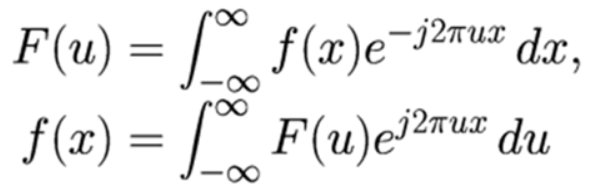 F(u) = ∫_{-∞}^{∞} f(x)e^{-j2πux} dx,
f(x) = ∫_{-∞}^{∞} F(u)e^{j2πux} du